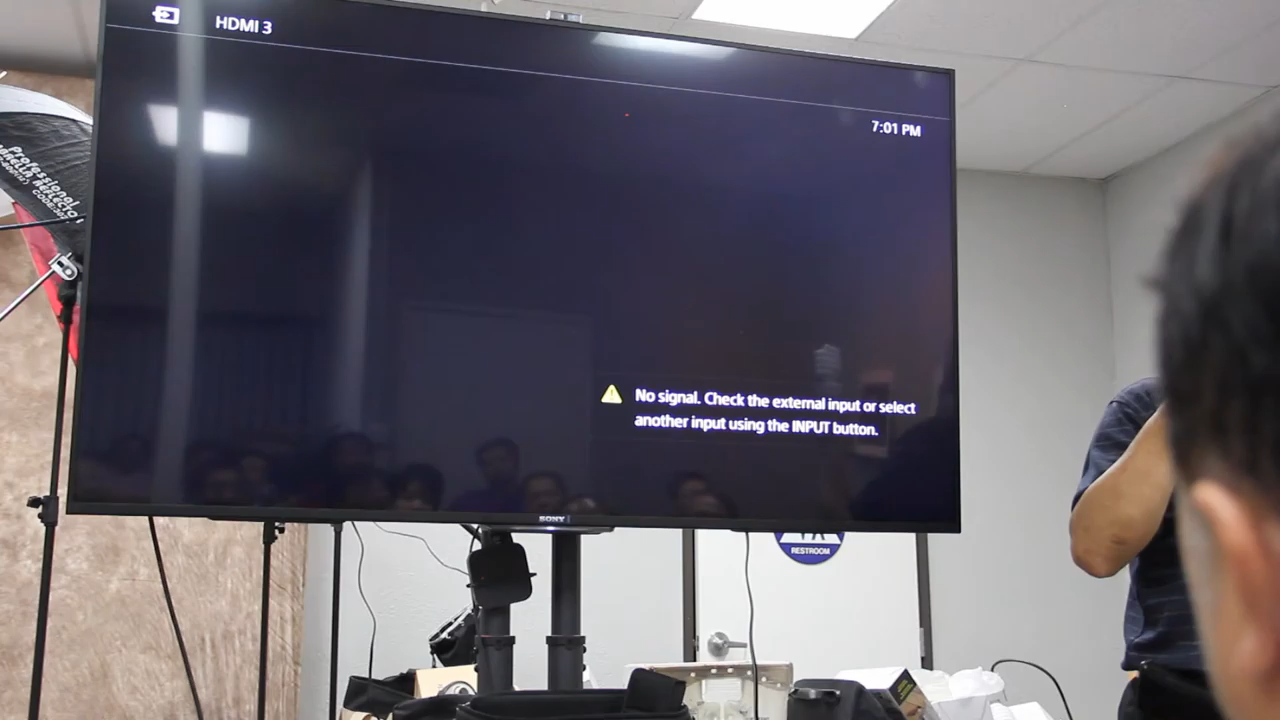 HDMI 3
7:01 PM
Professional
No signal. Check the external input or select
another input using the INPUT button.
SONY
RESTROOM